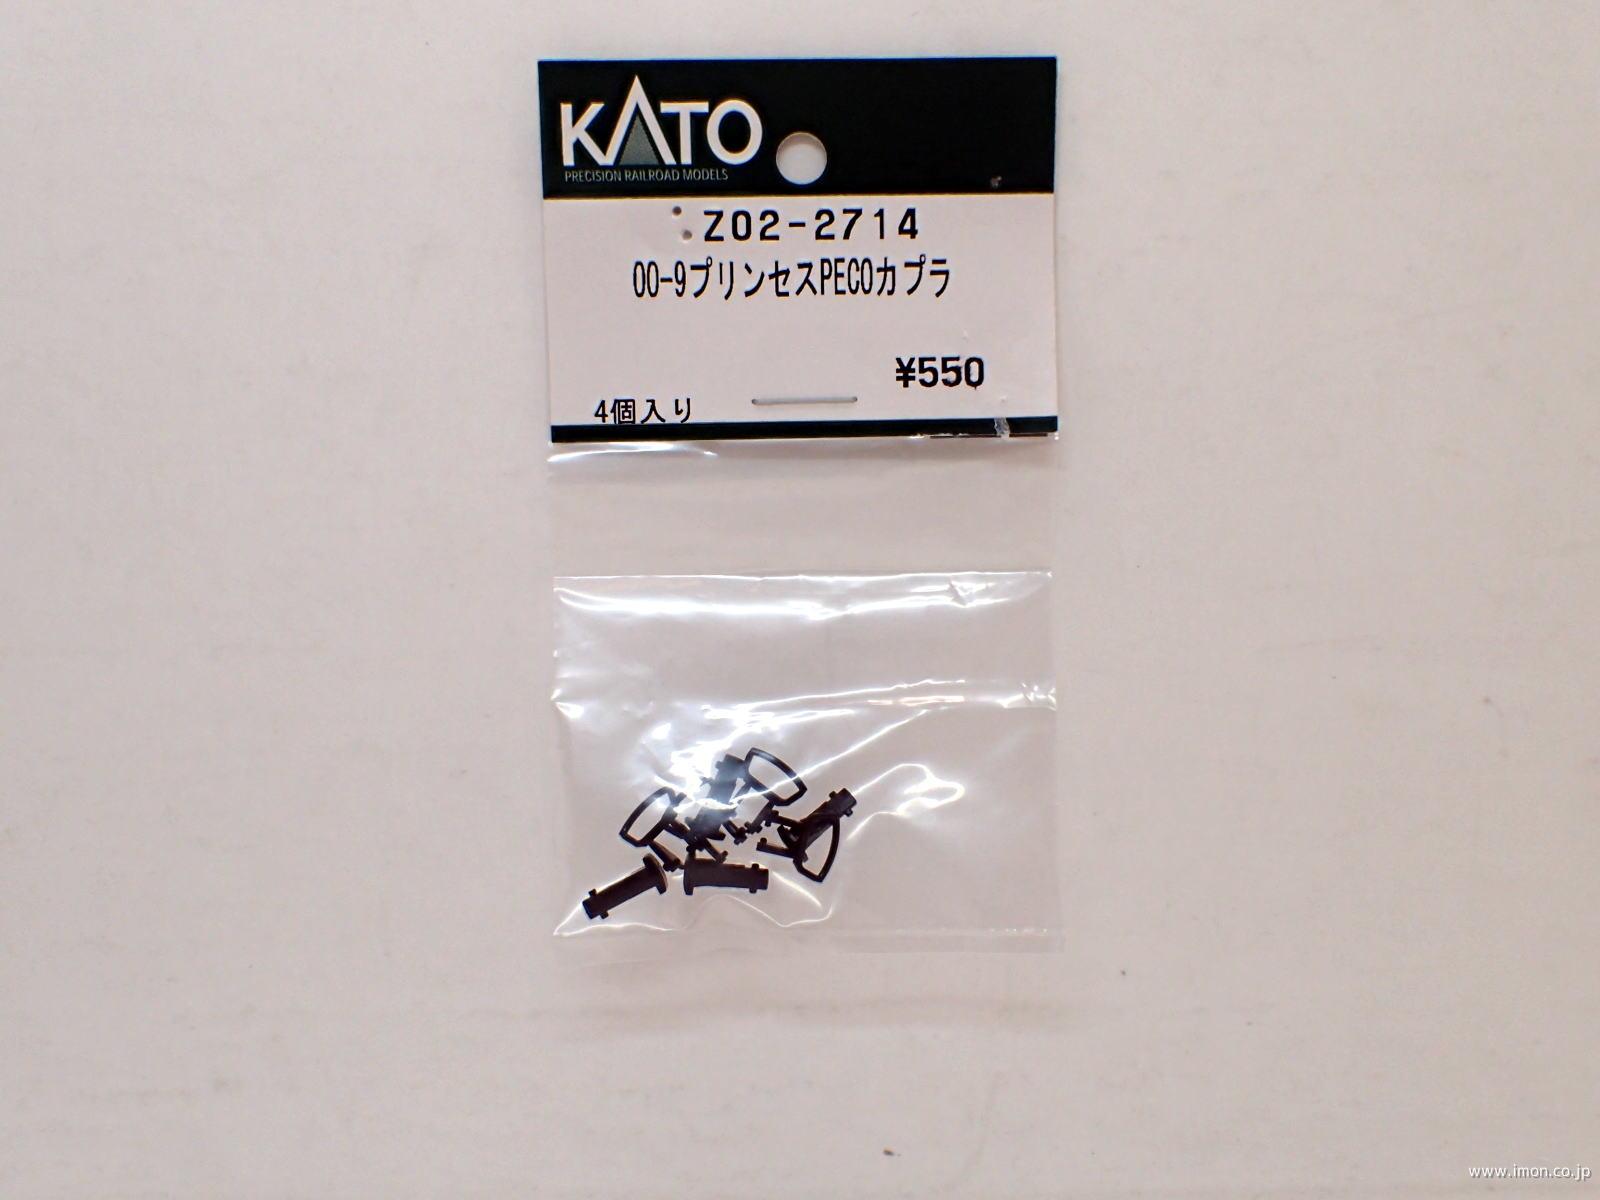 KATO
PRECISION RAILROAD MODELS
Z02-2714
OO-9プリンセスPECOカプラ
¥550
4個入り
www.imon.co.jp